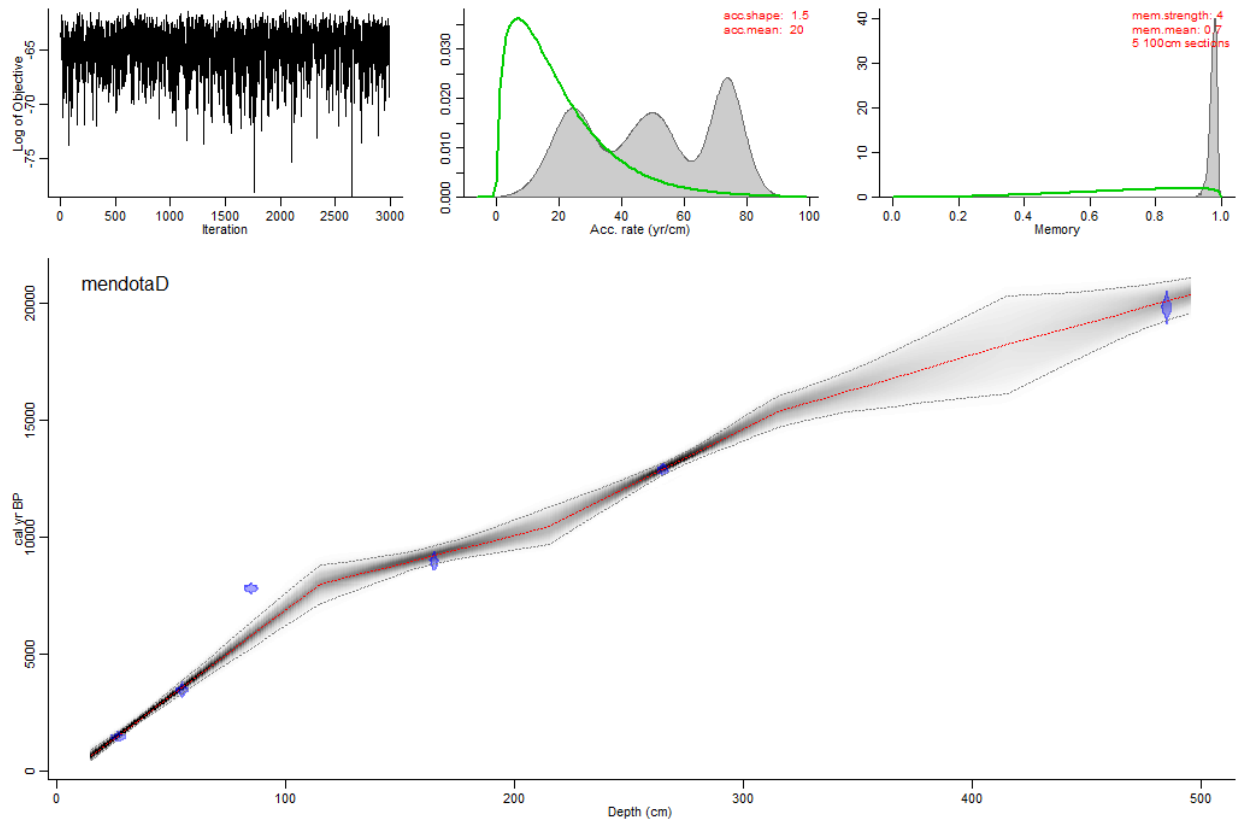 -65
-70
-75
Log of Objective
0 500 1000 1500 2000 2500 3000
Iteration
acc.shape: 1.5
acc.mean: 20
0.030
0.020
0.010
0.000
0 20 40 60 80 100
Acc. rate (yr/cm)
mem.strength: 4
mem.mean: 0.7
5 100cm sections
40
30
20
10
0
0.0 0.2 0.4 0.6 0.8 1.0
Memory
mendotaD
20000
15000
10000
5000
0
cal yr BP
0 100 200 300 400 500
Depth (cm)